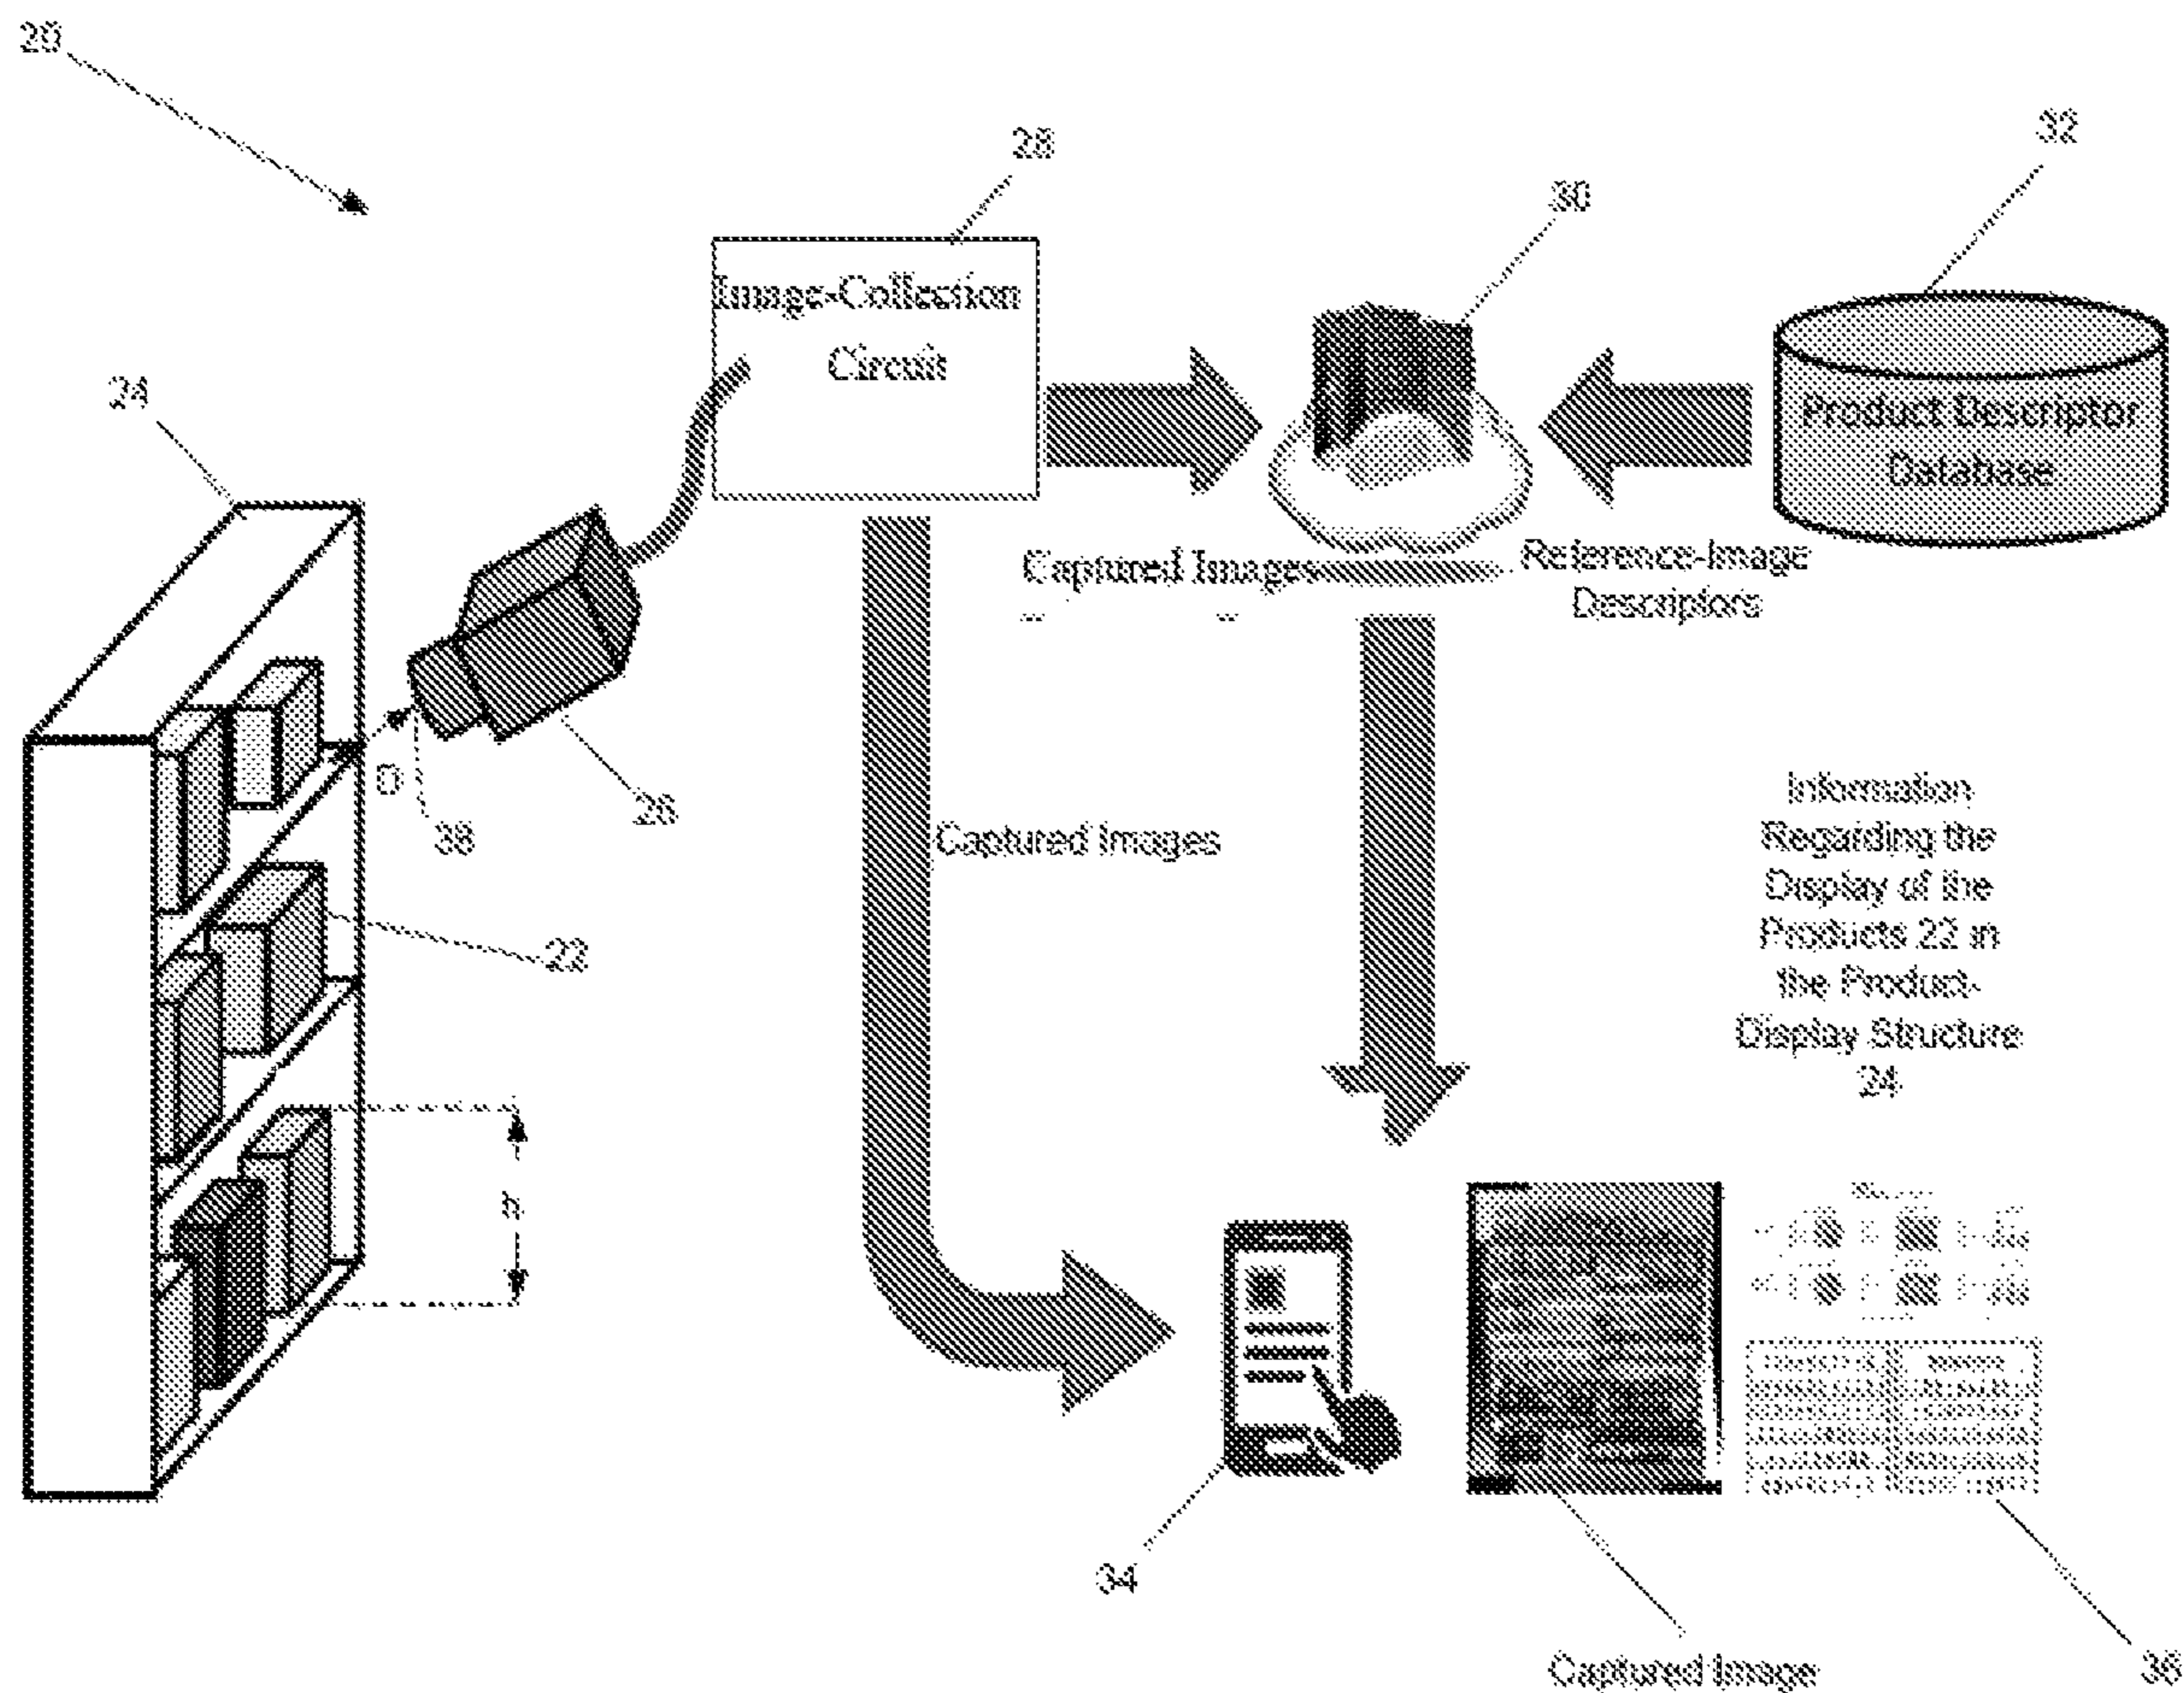 20
28
32
30
Image-Collection
Circuit
24
Product Descriptor
Database
Captured Images
Reference-Image
Descriptors
D
38
26
Captured Images
Information
Regarding the
Display of the
Products 22 in
the Product-
Display Structure
24
22
h
34
Captured Image
36